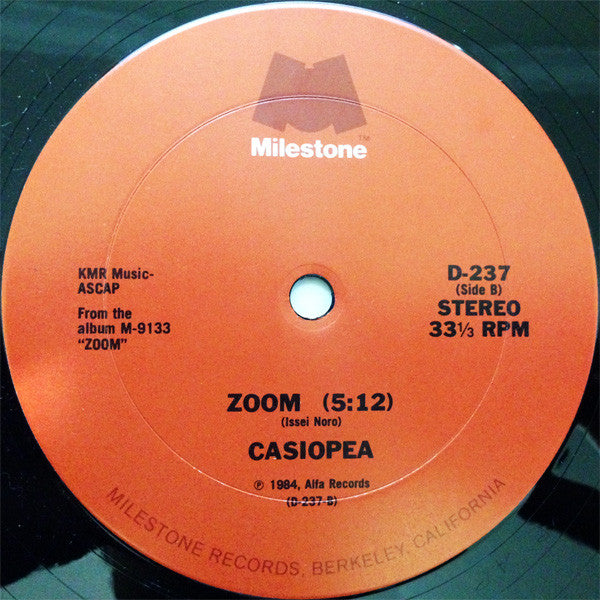 Milestone™
KMR Music-
ASCAP
From the
album M-9133
"ZOOM"
D-237
(Side B)
STEREO
33⅓ RPM
ZOOM (5:12)
(Issei Noro)
CASIOPEA
℗ 1984, Alfa Records
(D-237-B)
MILESTONE RECORDS, BERKELEY, CALIFORNIA